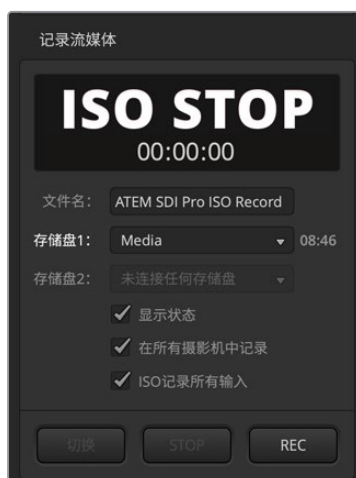 记录流媒体
ISO STOP
00:00:00
文件名: ATEM SDI Pro ISO Record
存储盘1: Media 08:46
存储盘2: 未连接任何存储盘
显示状态
在所有摄影机中记录
ISO记录所有输入
切换 STOP REC